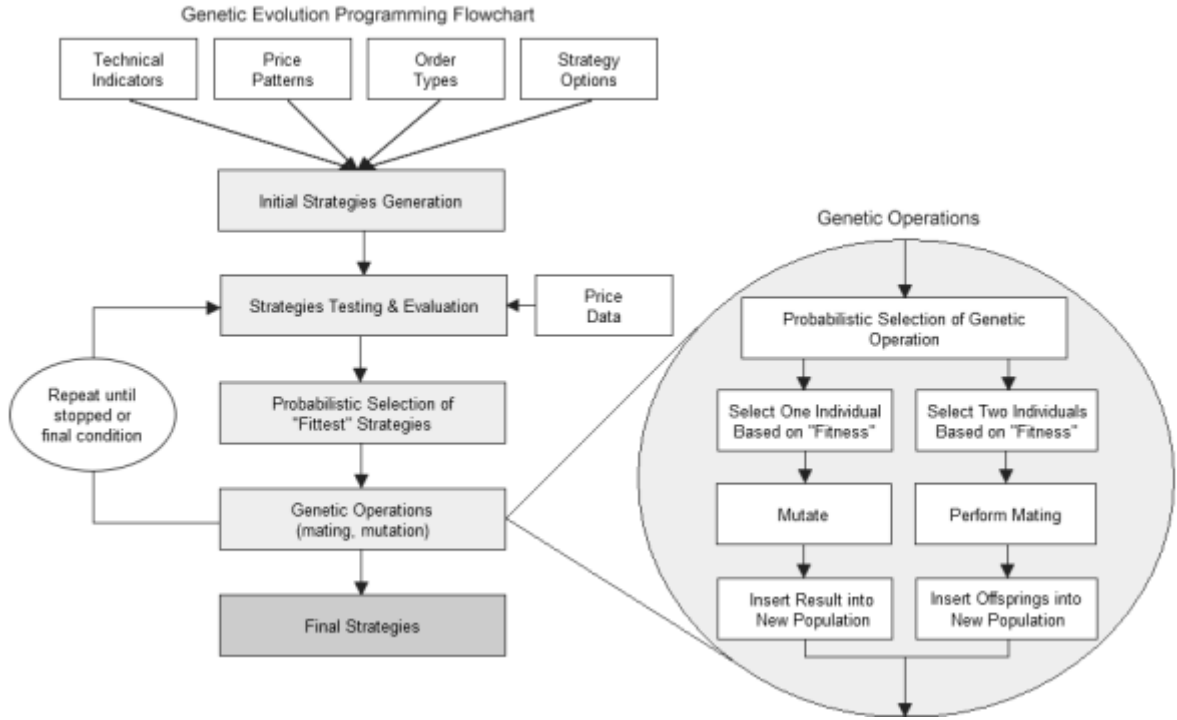 Genetic Evolution Programming Flowchart
Technical
Indicators
Price
Patterns
Order
Types
Strategy
Options
Initial Strategies Generation
Strategies Testing & Evaluation
Price
Data
Repeat until
stopped or
final condition
Probabilistic Selection of
"Fittest" Strategies
Genetic Operations
(mating, mutation)
Final Strategies
Genetic Operations
Probabilistic Selection of Genetic
Operation
Select One Individual
Based on "Fitness"
Select Two Individuals
Based on "Fitness"
Mutate
Perform Mating
Insert Result into
New Population
Insert Offsprings into
New Population